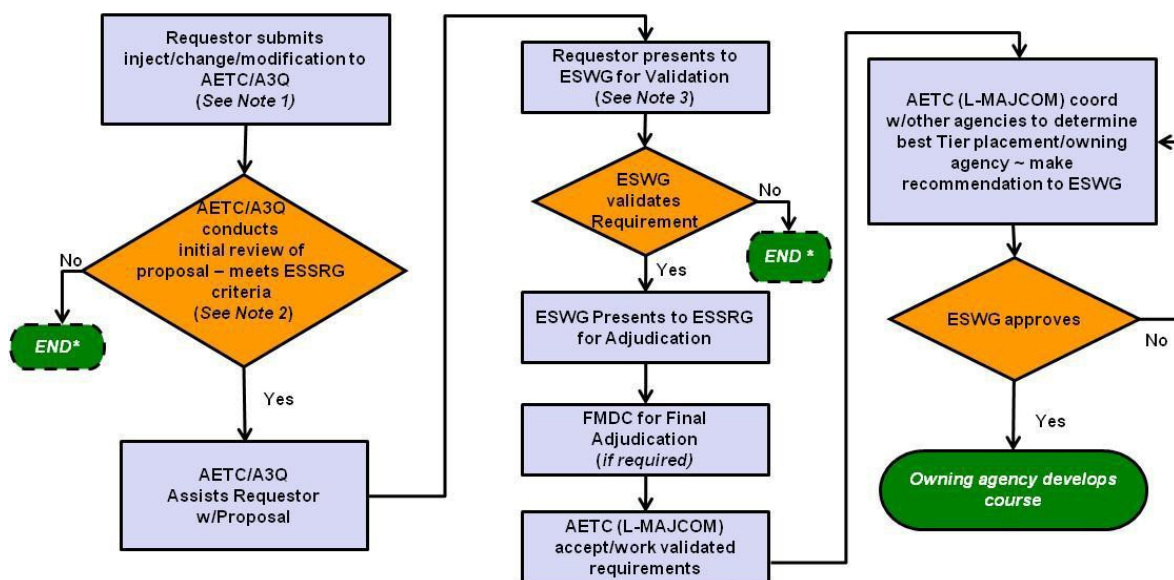 Requestor submits
inject/change/modification to
AETC/A3Q
(See Note 1)
AETC/A3Q
conducts
initial review of
proposal – meets ESSRG
criteria
(See Note 2)
No
END*
Yes
AETC/A3Q
Assists Requestor
w/Proposal
Requestor presents to
ESWG for Validation
(See Note 3)
ESWG
validates
Requirement
No
END *
Yes
ESWG Presents to ESSRG
for Adjudication
FMDC for Final
Adjudication
(if required)
AETC (L-MAJCOM)
accept/work validated
requirements
AETC (L-MAJCOM) coord
w/other agencies to determine
best Tier placement/owning
agency ~ make
recommendation to ESWG
ESWG approves
No
Yes
Owning agency develops
course